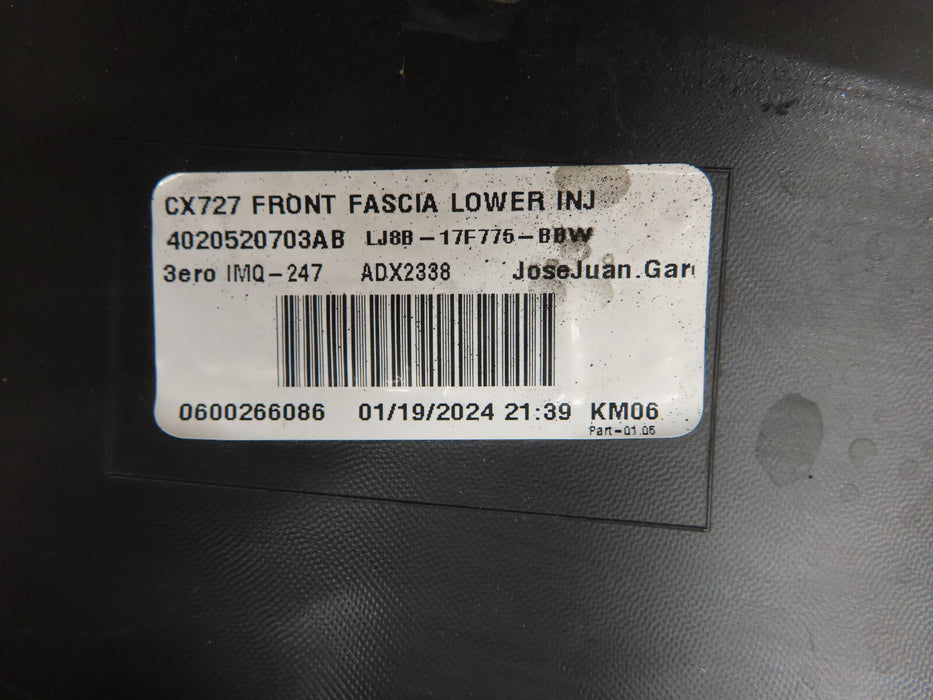 CX727 FRONT FASCIA LOWER INJ
4020520703AB LJ8B-17F775-BBW
3ero IMQ-247 ADX2338 JoseJuan.Gar
0600266086 01/19/2024 21:39 KM06
Part-01.05